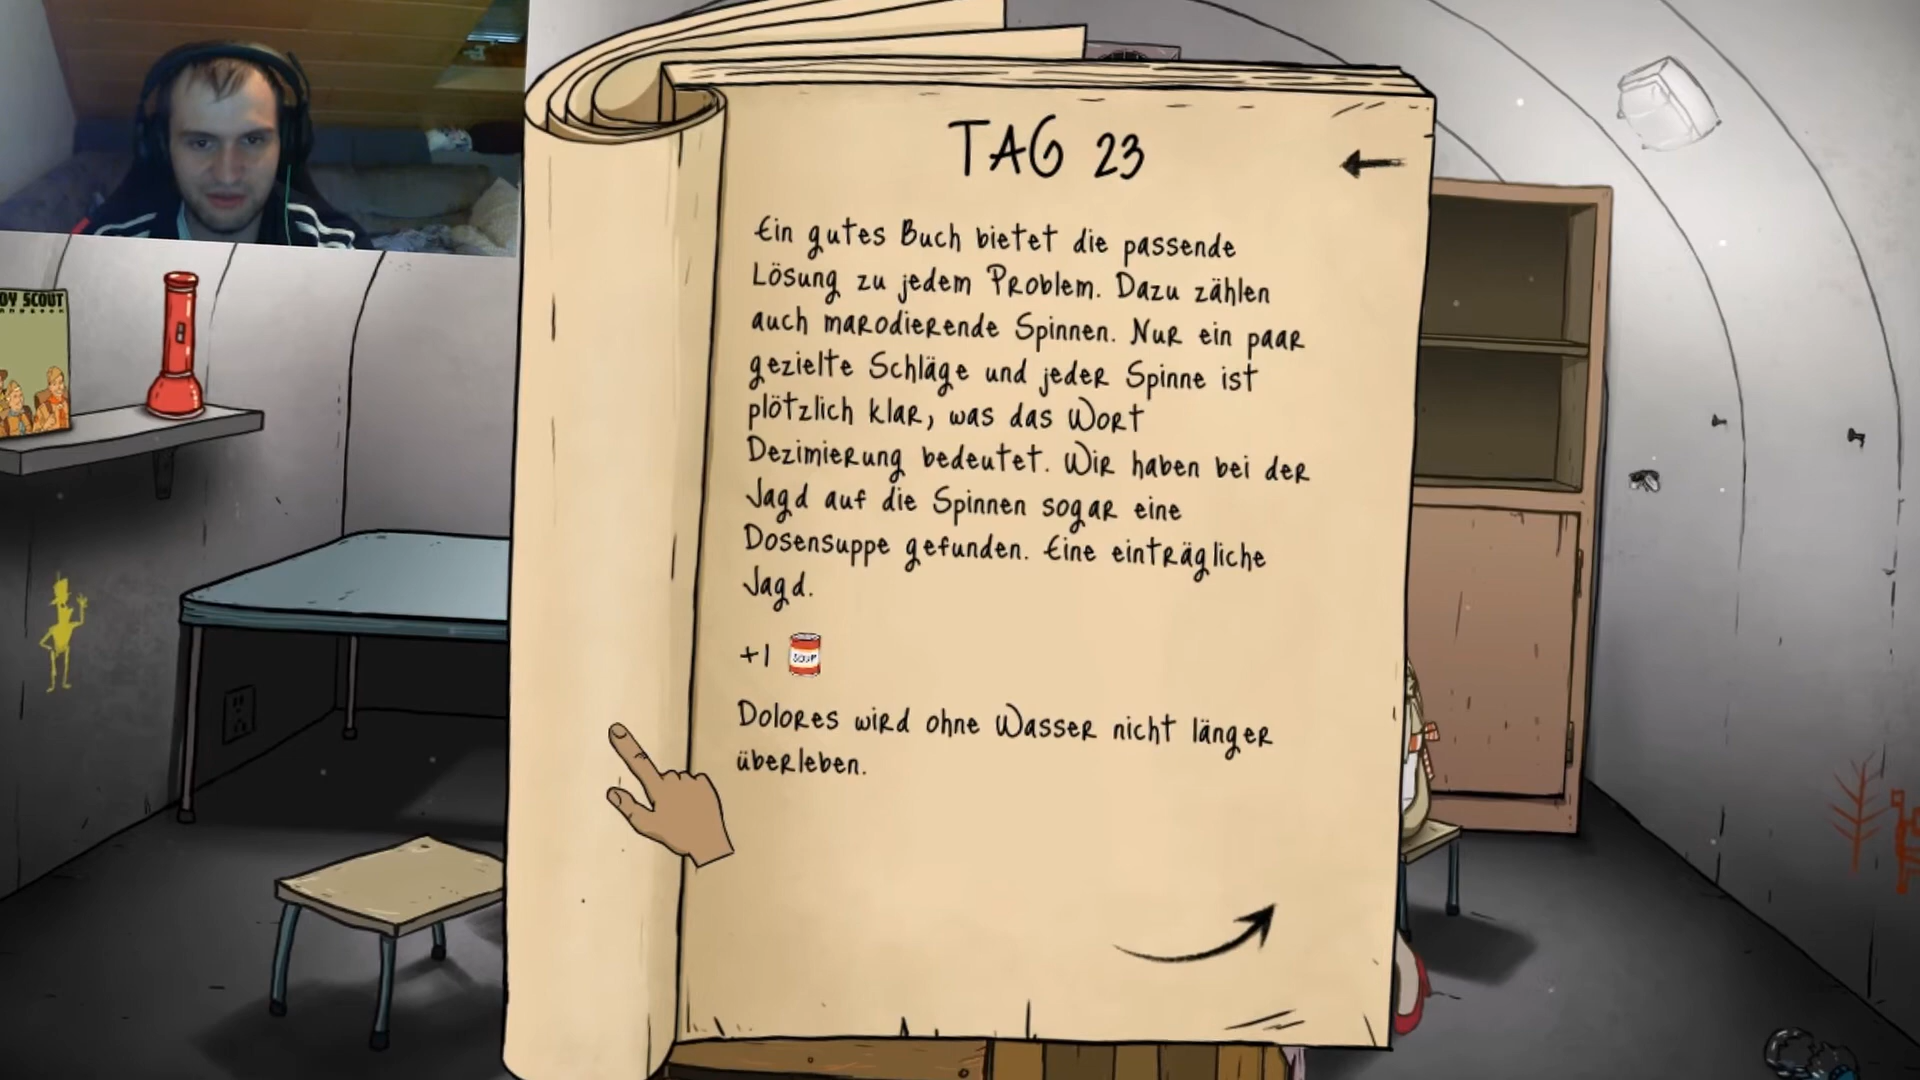 TAG 23
Ein gutes Buch bietet die passende
Lösung zu jedem Problem. Dazu zählen
auch marodierende Spinnen. Nur ein paar
gezielte Schläge und jeder Spinne ist
plötzlich klar, was das Wort
Dezimierung bedeutet. Wir haben bei der
Jagd auf die Spinnen sogar eine
Dosensuppe gefunden. Eine einträgliche
Jagd.
+1 SOUP
Dolores wird ohne Wasser nicht länger
überleben.
OY SCOUT